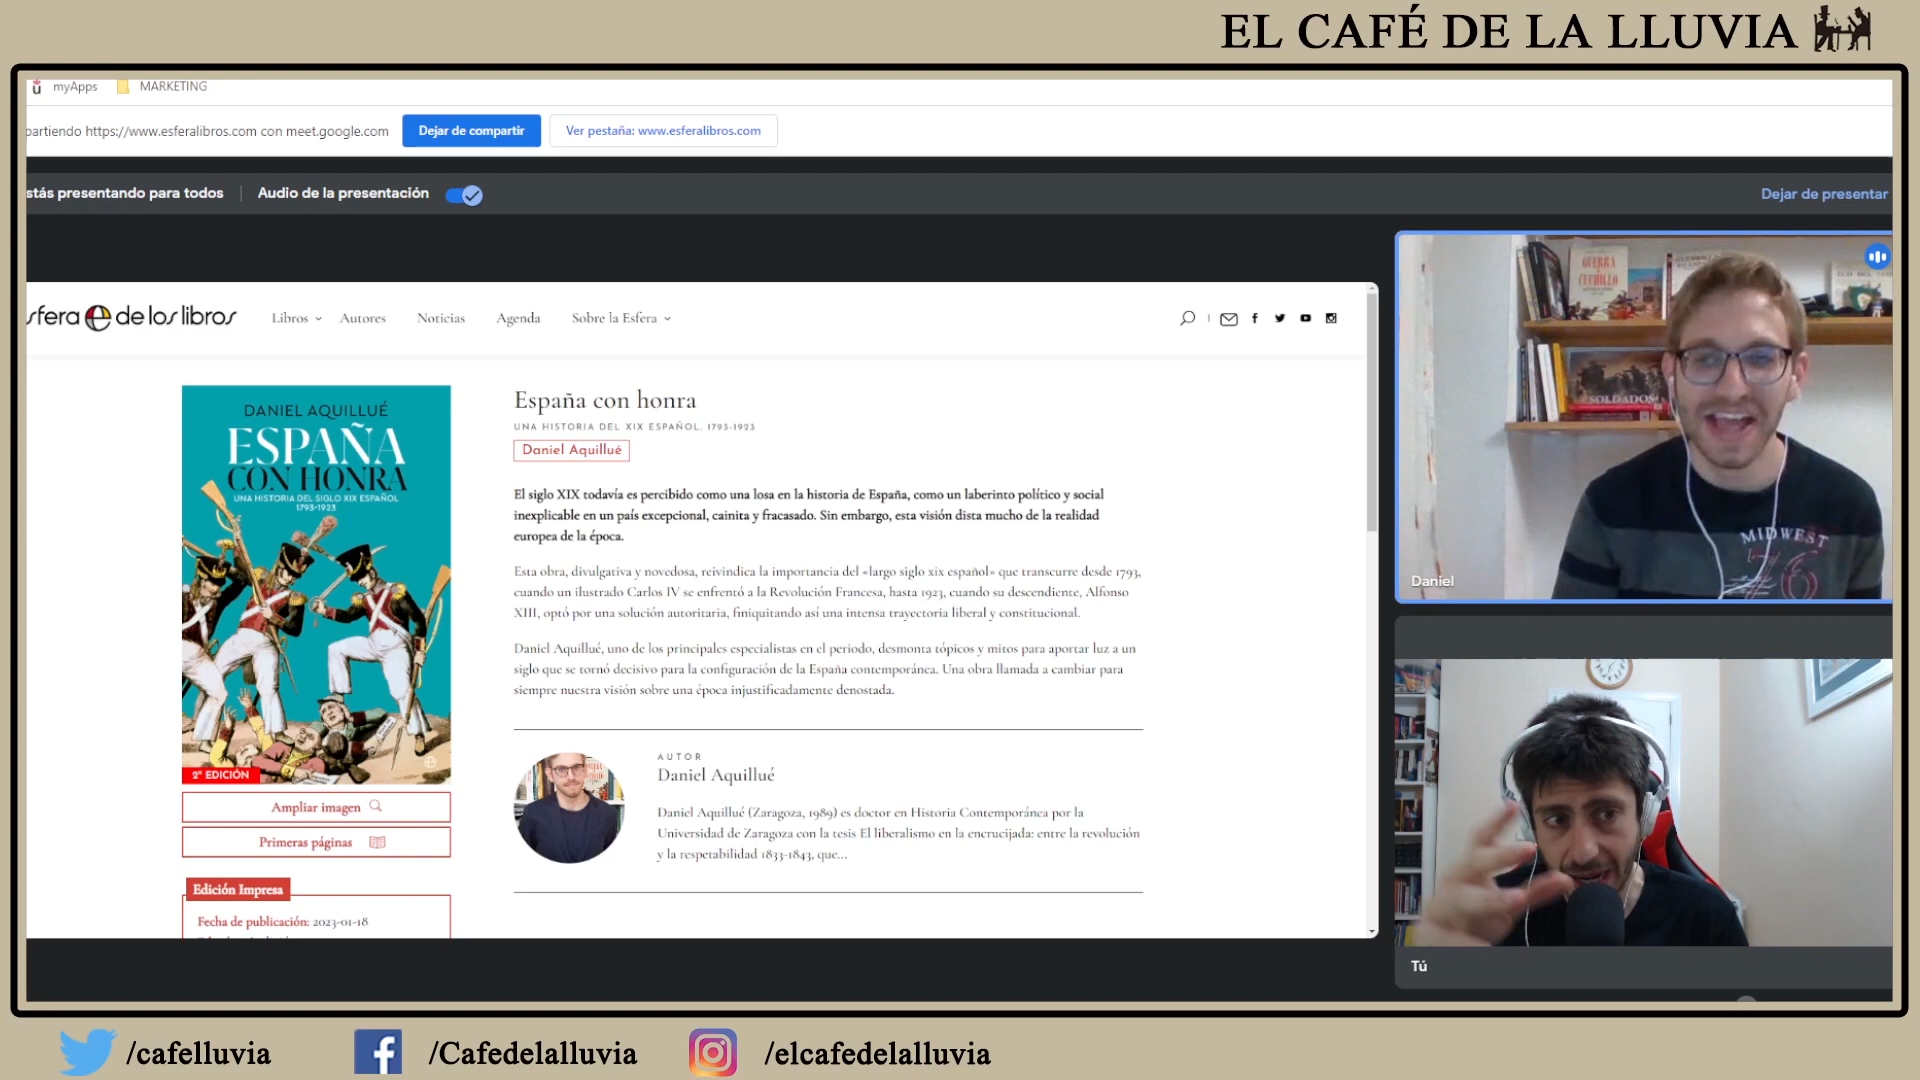 EL CAFÉ DE LA LLUVIA
myApps MARKETING
partiendo https://www.esferalibros.com con meet.google.com Dejar de compartir Ver pestaña: www.esferalibros.com
stás presentando para todos Audio de la presentación Dejar de presentar
sfera de los libros Libros Autores Noticias Agenda Sobre la Esfera
DANIEL AQUILLUÉ
ESPAÑA
CON HONRA
UNA HISTORIA DEL SIGLO XIX ESPAÑOL
1793-1923
2ª EDICIÓN
Ampliar imagen
Primeras páginas
Edición Impresa
Fecha de publicación: 2023-01-18
España con honra
UNA HISTORIA DEL XIX ESPAÑOL. 1793-1923
Daniel Aquillué
El siglo XIX todavía es percibido como una losa en la historia de España, como un laberinto político y social
inexplicable en un país excepcional, cainita y fracasado. Sin embargo, esta visión dista mucho de la realidad
europea de la época.
Esta obra, divulgativa y novedosa, reivindica la importancia del «largo siglo xix español» que transcurre desde 1793,
cuando un ilustrado Carlos IV se enfrentó a la Revolución Francesa, hasta 1923, cuando su descendiente, Alfonso
XIII, optó por una solución autoritaria, finiquitando así una intensa trayectoria liberal y constitucional.
Daniel Aquillué, uno de los principales especialistas en el periodo, desmonta tópicos y mitos para aportar luz a un
siglo que se tornó decisivo para la configuración de la España contemporánea. Una obra llamada a cambiar para
siempre nuestra visión sobre una época injustificadamente denostada.
AUTOR
Daniel Aquillué
Daniel Aquillué (Zaragoza, 1989) es doctor en Historia Contemporánea por la
Universidad de Zaragoza con la tesis El liberalismo en la encrucijada: entre la revolución
y la respetabilidad 1833-1843, que...
GUERRA
CUCHILLO
SOLDADOS
MIDWEST
76
Daniel
Tú
/cafelluvia /Cafedelalluvia /elcafedelalluvia